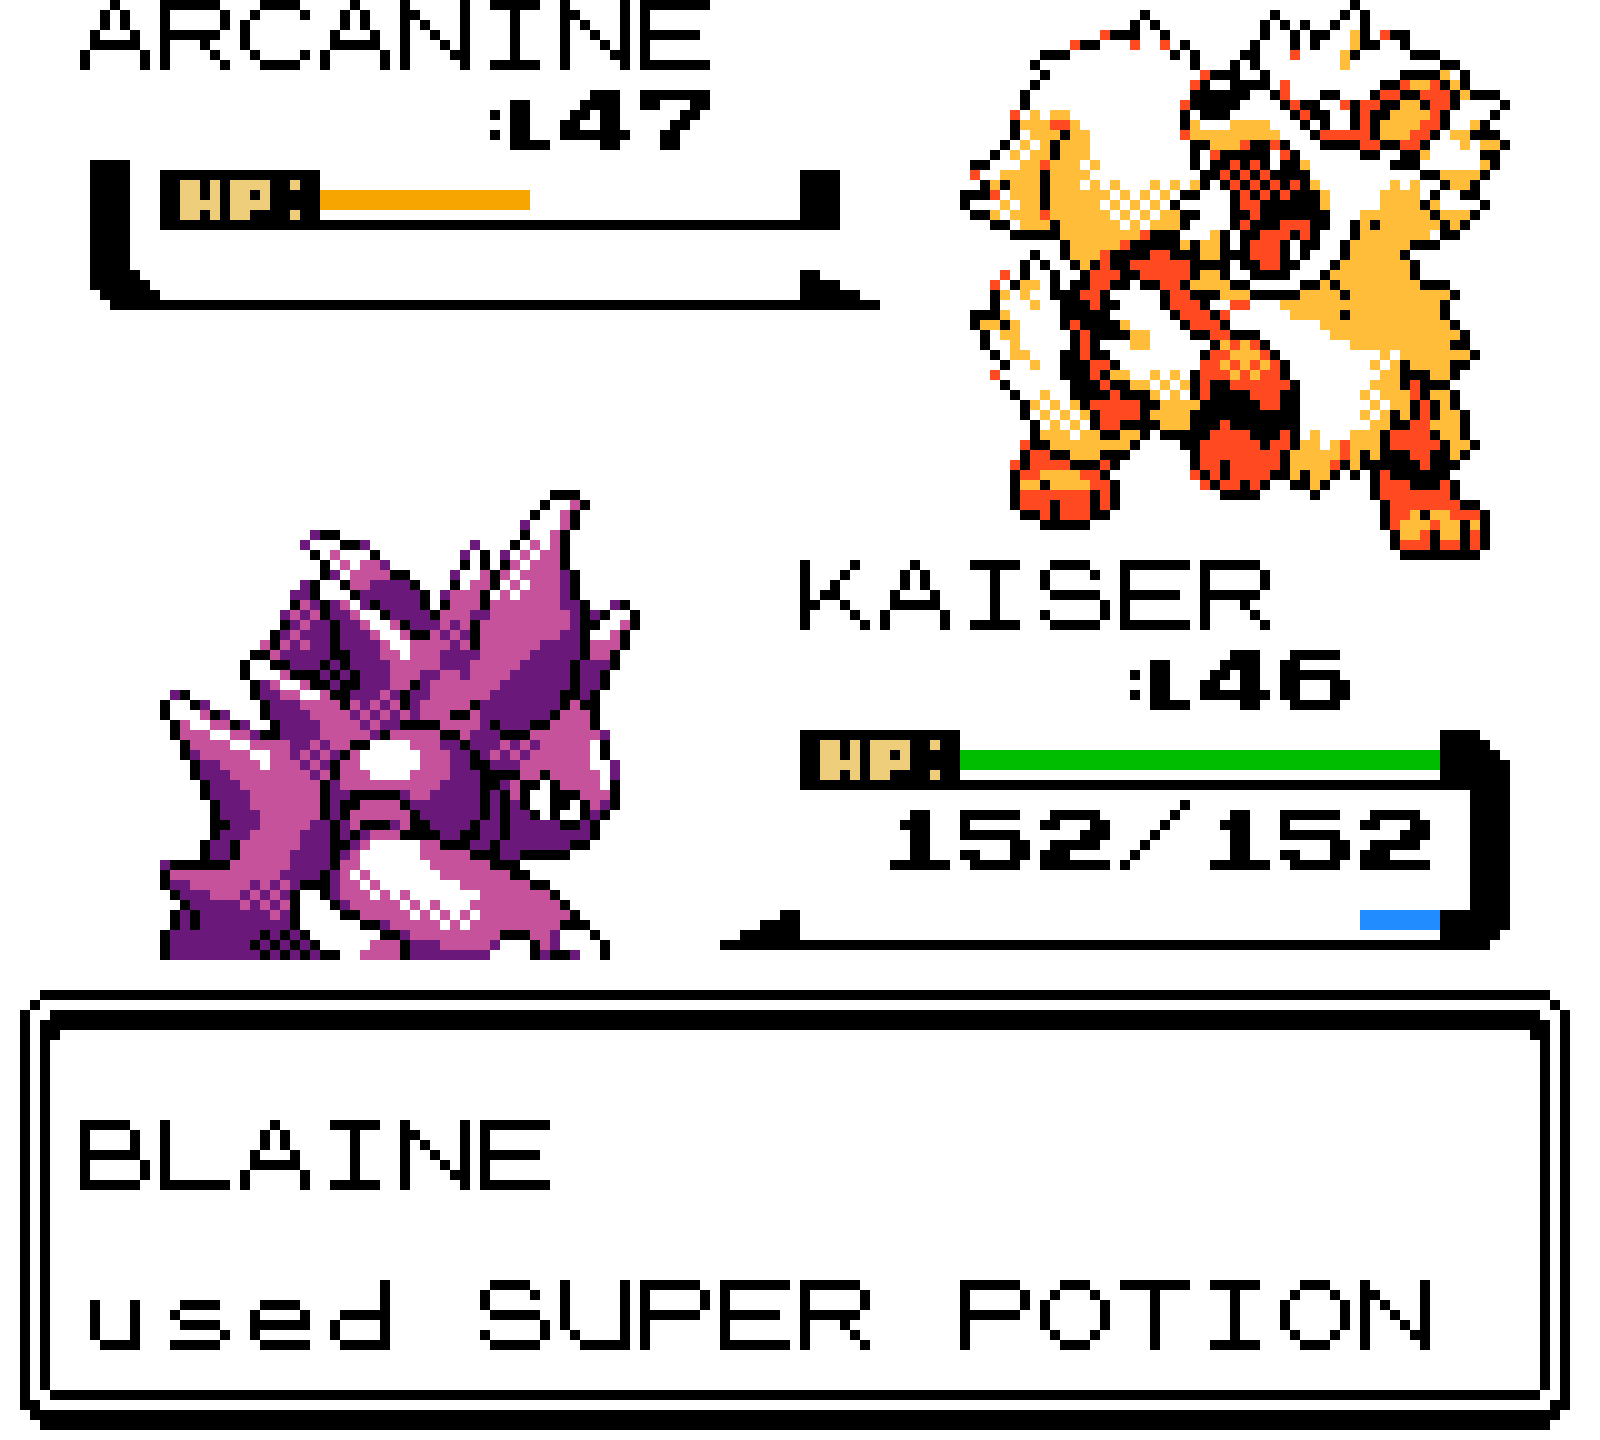 ARCANINE
:L47
HP:
KAISER
:L46
HP:
152/152
BLAINE
used SUPER POTION